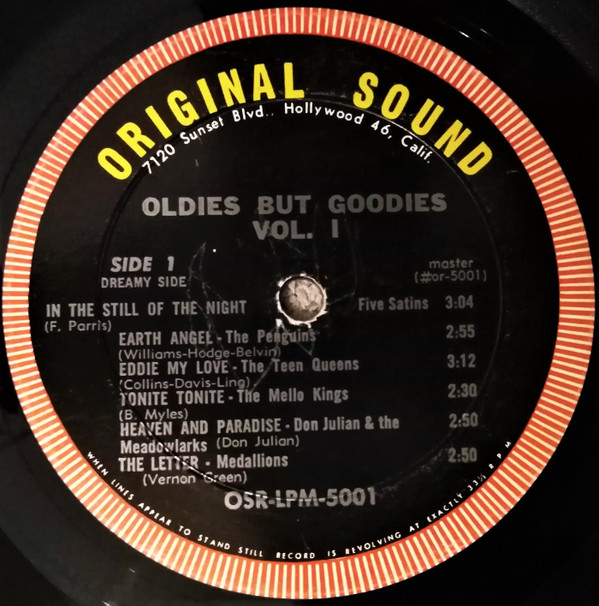 ORIGINAL SOUND
7120 Sunset Blvd., Hollywood 46, Calif.
OLDIES BUT GOODIES
VOL. I
SIDE 1
DREAMY SIDE
master
(#or-5001)
IN THE STILL OF THE NIGHT Five Satins 3:04
(F. Parris)
EARTH ANGEL - The Penguins 2:55
(Williams-Hodge-Belvin)
EDDIE MY LOVE - The Teen Queens 3:12
(Collins-Davis-Ling)
TONITE TONITE - The Mello Kings 2:30
(B. Myles)
HEAVEN AND PARADISE - Don Julian & the 2:50
Meadowlarks (Don Julian)
THE LETTER - Medallions 2:50
(Vernon Green)
OSR-LPM-5001
WHEN LINES APPEAR TO STAND STILL RECORD IS REVOLVING AT EXACTLY 33⅓ R P M